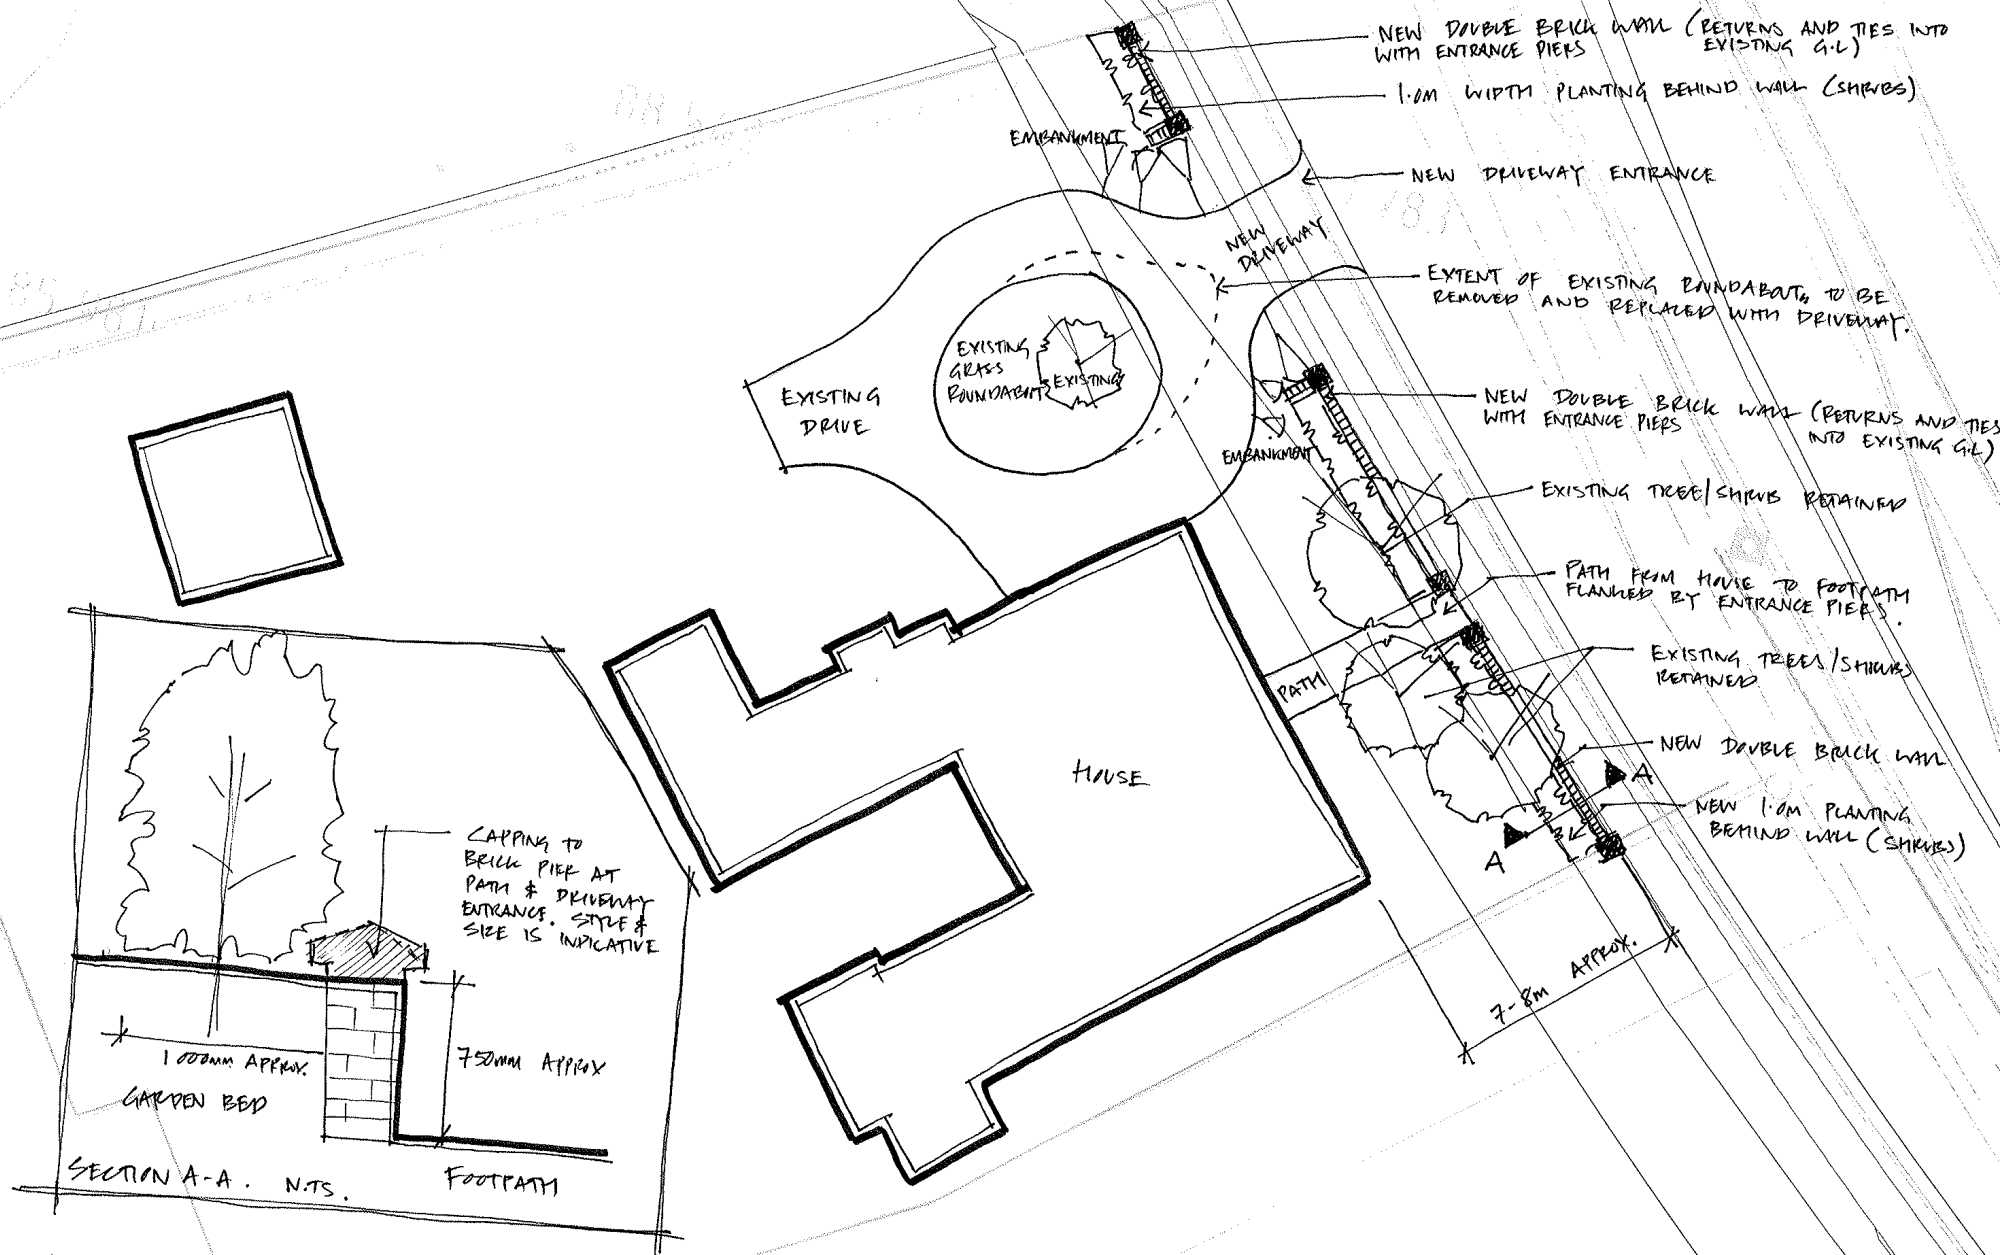 NEW DOUBLE BRICK WALL (RETURNS AND TIES INTO
WITH ENTRANCE PIERS EXISTING G.L)
1.0M WIDTH PLANTING BEHIND WALL (SHRUBS)
EMBANKMENT
NEW DRIVEWAY ENTRANCE
NEW
DRIVEWAY
EXTENT OF EXISTING ROUNDABOUT TO BE
REMOVED AND REPLACED WITH DRIVEWAY.
EXISTING
GRASS
ROUNDABOUT
EXISTING
EXISTING
DRIVE
NEW DOUBLE BRICK WALL (RETURNS AND TIES
WITH ENTRANCE PIERS INTO EXISTING G.L)
EMBANKMENT
EXISTING TREE/SHRUB RETAINED
PATH FROM HOUSE TO FOOTPATH
FLANKED BY ENTRANCE PIERS.
EXISTING TREES/SHRUBS
RETAINED
PATH
NEW DOUBLE BRICK WALL
A
NEW 1.0M PLANTING
BEHIND WALL (SHRUBS)
A
HOUSE
7-8M APPROX.
CAPPING TO
BRICK PIER AT
PATH & DRIVEWAY
ENTRANCE. STYLE &
SIZE IS INDICATIVE
1000MM APPROX.
750MM APPROX
GARDEN BED
SECTION A-A. N.T.S.
FOOTPATH